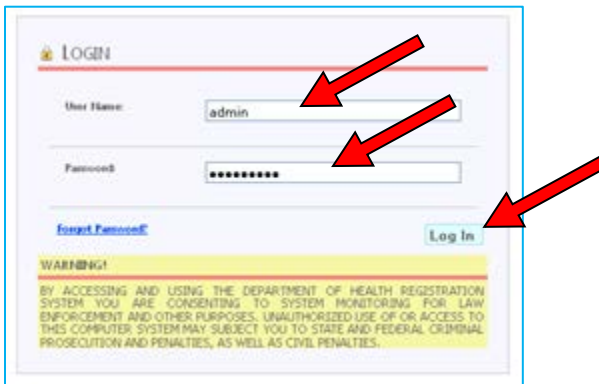 LOGIN
User Name:
admin
Password:
•••••••••
Forgot Password?
Log In
WARNING!
BY ACCESSING AND USING THE DEPARTMENT OF HEALTH REGISTRATION
SYSTEM YOU ARE CONSENTING TO SYSTEM MONITORING FOR LAW
ENFORCEMENT AND OTHER PURPOSES. UNAUTHORIZED USE OF OR ACCESS TO
THIS COMPUTER SYSTEM MAY SUBJECT YOU TO STATE AND FEDERAL CRIMINAL
PROSECUTION AND PENALTIES, AS WELL AS CIVIL PENALTIES.